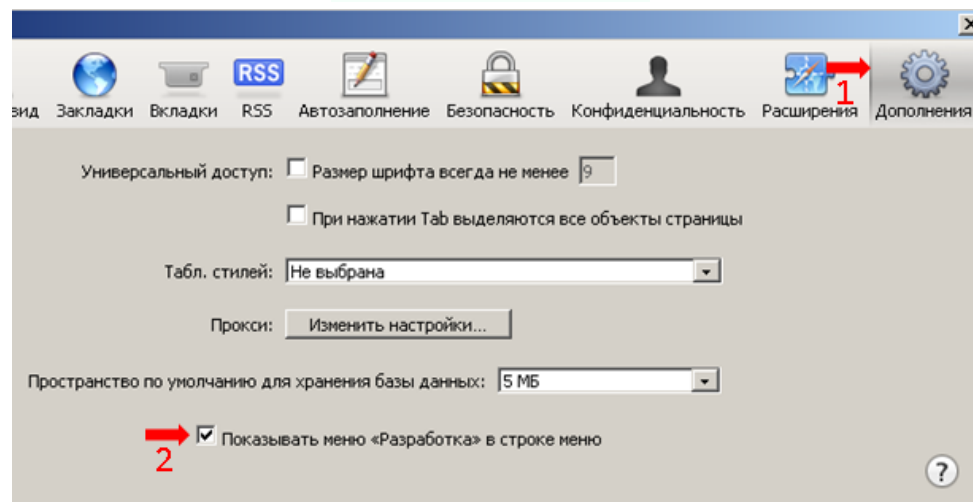 RSS
1
вид Закладки Вкладки RSS Автозаполнение Безопасность Конфиденциальность Расширения Дополнения
Универсальный доступ: Размер шрифта всегда не менее 9
При нажатии Tab выделяются все объекты страницы
Табл. стилей: Не выбрана
Прокси: Изменить настройки...
Пространство по умолчанию для хранения базы данных: 5 МБ
Показывать меню «Разработка» в строке меню
2
?